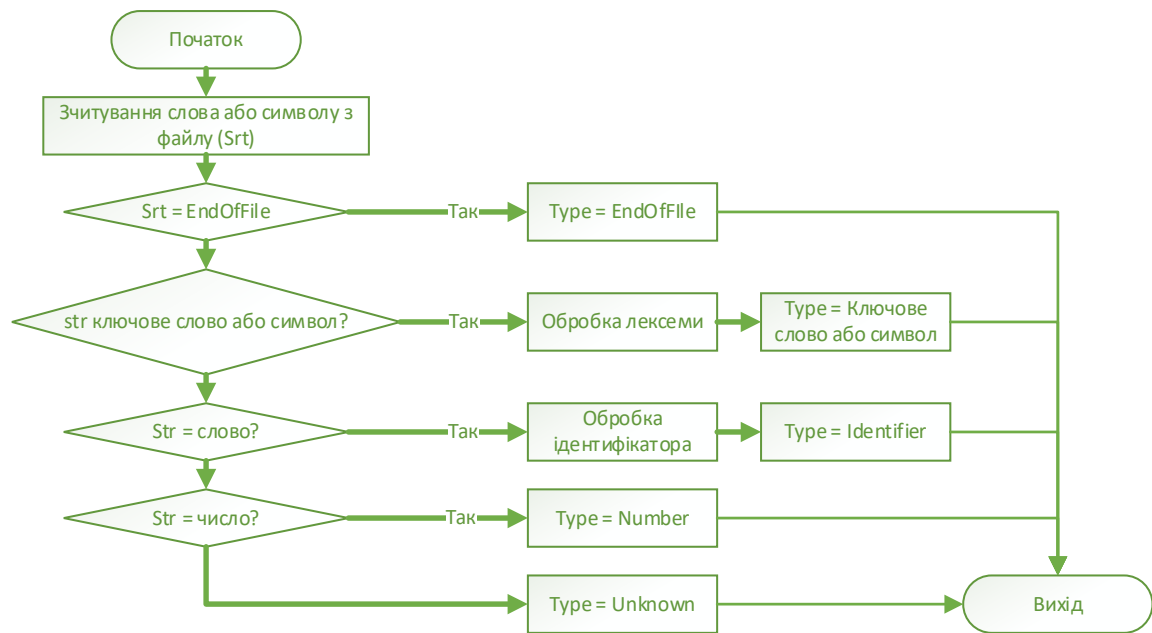 Початок
Зчитування слова або символу з
файлу (Srt)
Srt = EndOfFile
Так
Type = EndOfFIle
str ключове слово або символ?
Так
Обробка лексеми
Type = Ключове
слово або символ
Str = слово?
Так
Обробка
ідентифікатора
Type = Identifier
Str = число?
Так
Type = Number
Type = Unknown
Вихід